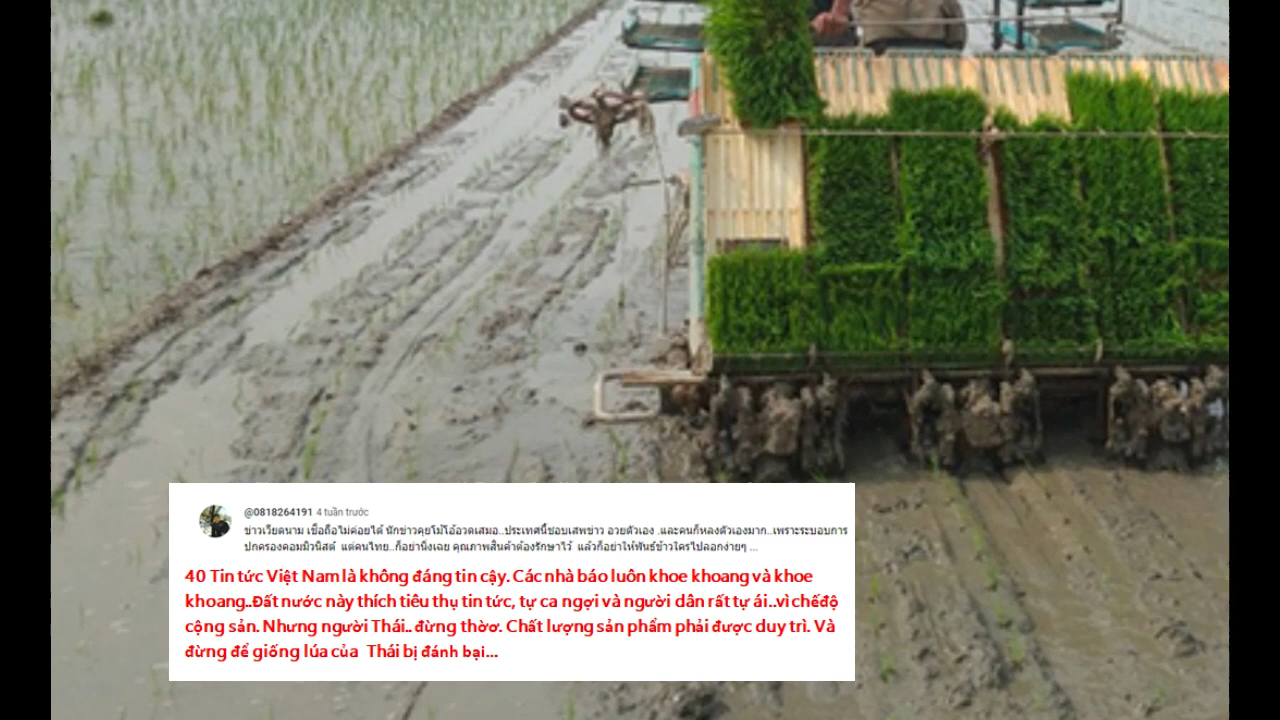 @0818264191 4 tuần trước
ข่าวเวียดนาม เชื่อถือไม่ค่อยได้ นักข่าวคุยโม้โอ้อวดเสมอ..ประเทศนี้ชอบเสพข่าว อวยตัวเอง .และคนก็หลงตัวเองมาก..เพราะระบอบการ
ปกครองคอมมิวนิสต์ แต่คนไทย..ก็อย่านิ่งเฉย คุณภาพสินค้าต้องรักษาไว้ แล้วก็อย่าให้พันธ์ข้าวใครไปลอกง่ายๆ ...
40 Tin tức Việt Nam là không đáng tin cậy. Các nhà báo luôn khoe khoang và khoe
khoang..Đất nước này thích tiêu thụ tin tức, tự ca ngợi và người dân rất tự ái..vì chếđộ
cộng sản. Nhưng người Thái.. đừng thờơ. Chất lượng sản phẩm phải được duy trì. Và
đừng để giống lúa của Thái bị đánh bại...